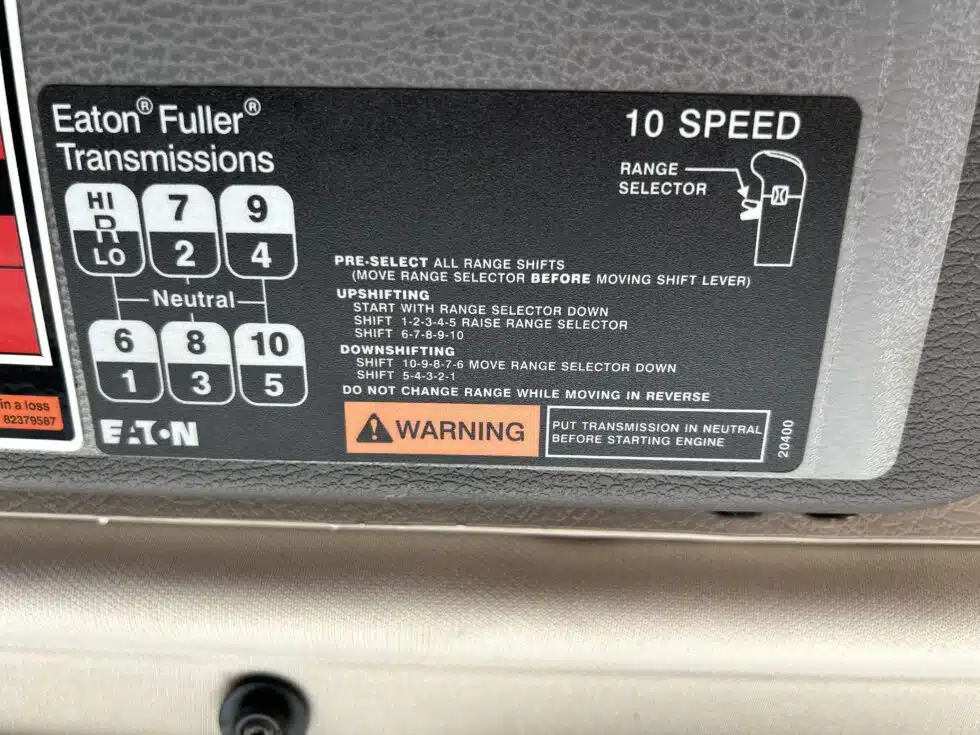 Eaton® Fuller®
Transmissions
10 SPEED
RANGE
SELECTOR
HI
R
LO
7
2
9
4
Neutral
6
1
8
3
10
5
PRE-SELECT ALL RANGE SHIFTS
(MOVE RANGE SELECTOR BEFORE MOVING SHIFT LEVER)
UPSHIFTING
START WITH RANGE SELECTOR DOWN
SHIFT 1-2-3-4-5 RAISE RANGE SELECTOR
SHIFT 6-7-8-9-10
DOWNSHIFTING
SHIFT 10-9-8-7-6 MOVE RANGE SELECTOR DOWN
SHIFT 5-4-3-2-1
DO NOT CHANGE RANGE WHILE MOVING IN REVERSE
WARNING
PUT TRANSMISSION IN NEUTRAL
BEFORE STARTING ENGINE
20400
EATON
in a loss
82379587